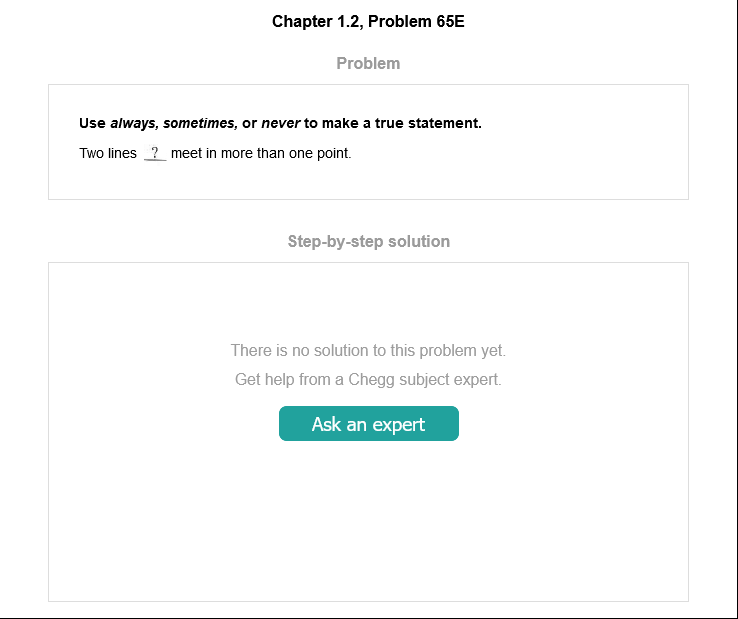 Chapter 1.2, Problem 65E
Problem
Use always, sometimes, or never to make a true statement.
Two lines ? meet in more than one point.
Step-by-step solution
There is no solution to this problem yet.
Get help from a Chegg subject expert.
Ask an expert